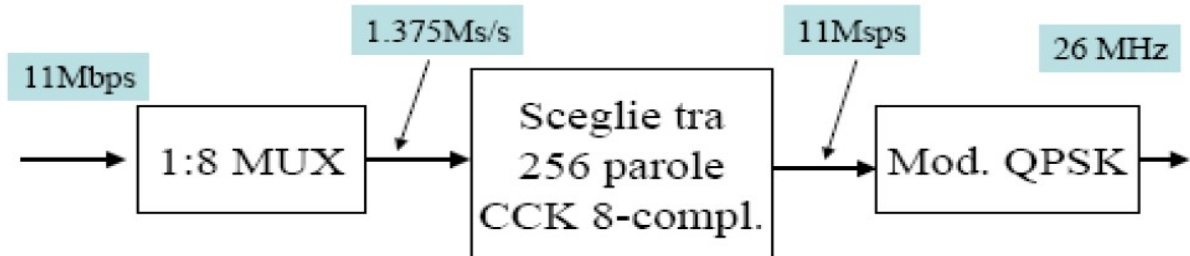 11Mbps
1.375Ms/s
11Msps
26 MHz
1:8 MUX
Sceglie tra
256 parole
CCK 8-compl.
Mod. QPSK